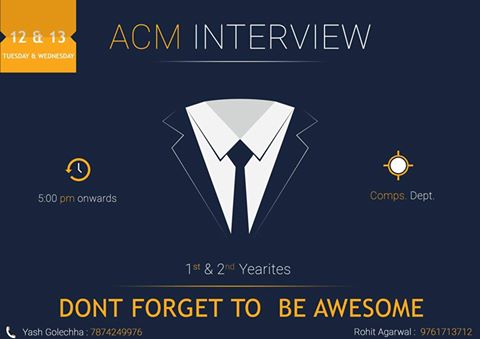 12 & 13
TUESDAY & WEDNESDAY
ACM INTERVIEW
5:00 pm onwards
Comps. Dept.
1st & 2nd Yearites
DONT FORGET TO BE AWESOME
Yash Golechha : 7874249976
Rohit Agarwal : 9761713712